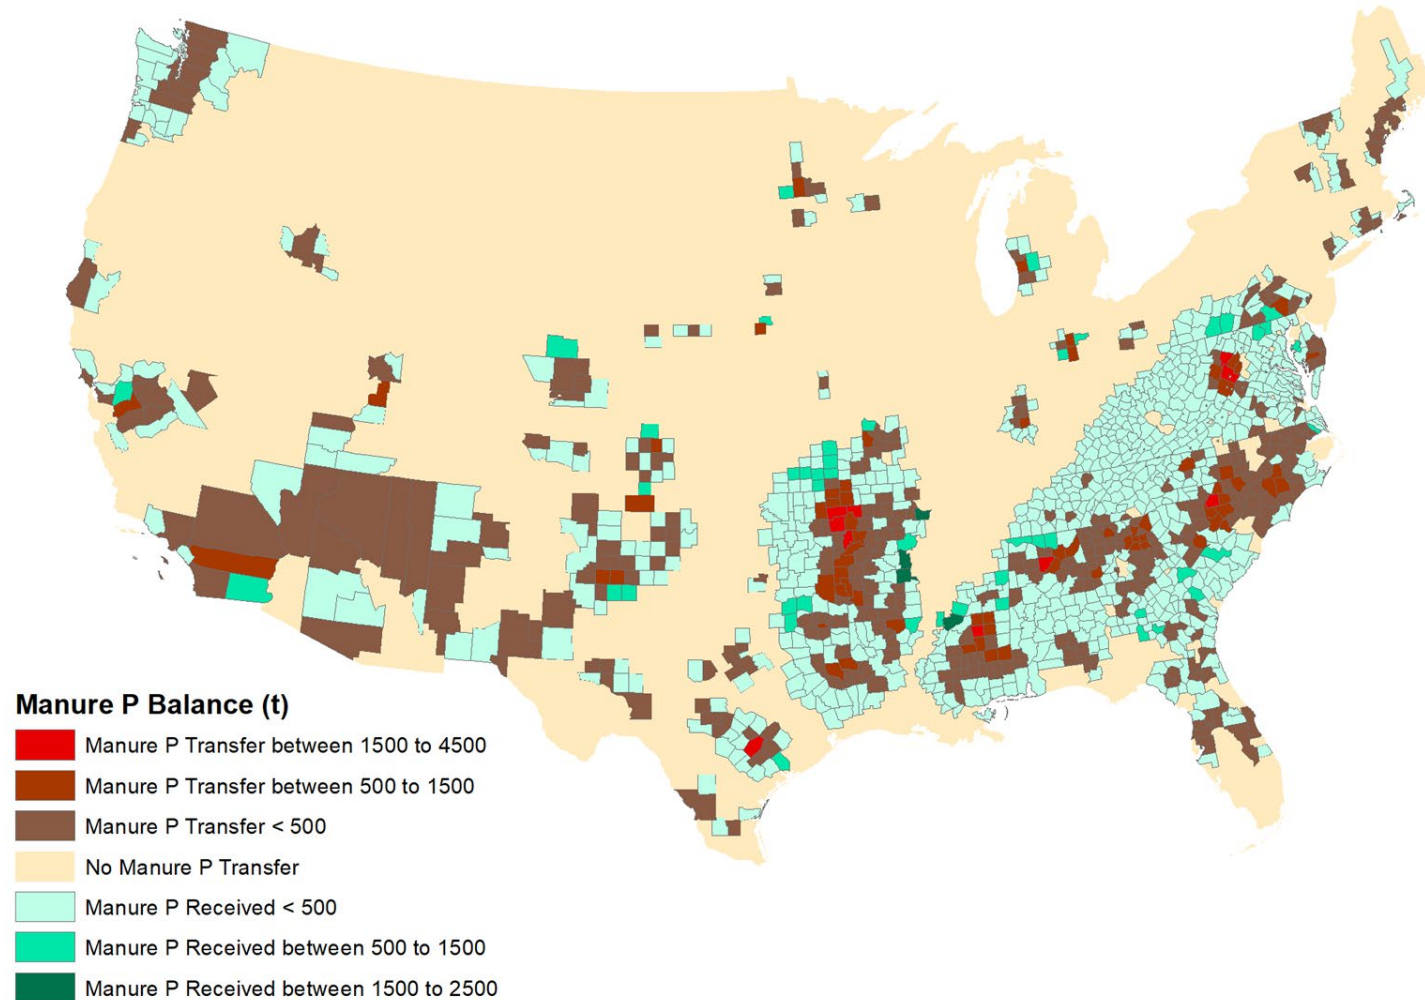 Manure P Balance (t)
Manure P Transfer between 1500 to 4500
Manure P Transfer between 500 to 1500
Manure P Transfer < 500
No Manure P Transfer
Manure P Received < 500
Manure P Received between 500 to 1500
Manure P Received between 1500 to 2500